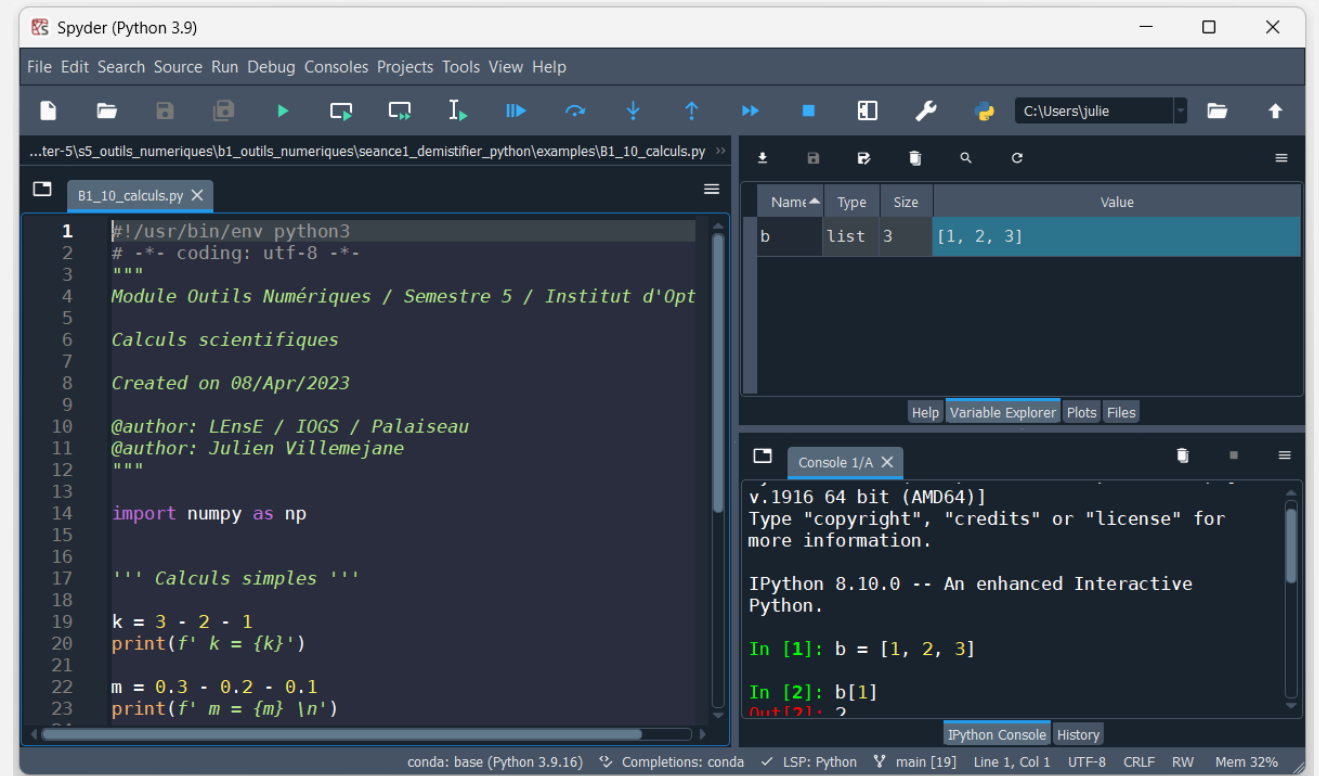 Spyder (Python 3.9)
File Edit Search Source Run Debug Consoles Projects Tools View Help
C:\Users\julie
...ter-5\s5_outils_numeriques\b1_outils_numeriques\seance1_demistifier_python\examples\B1_10_calculs.py
B1_10_calculs.py
1 #!/usr/bin/env python3
2 # -*- coding: utf-8 -*-
3 """
4 Module Outils Numériques / Semestre 5 / Institut d'Opt
5
6 Calculs scientifiques
7
8 Created on 08/Apr/2023
9
10 @author: LEnsE / IOGS / Palaiseau
11 @author: Julien Villemejane
12 """
13
14 import numpy as np
15
16
17 ''' Calculs simples '''
18
19 k = 3 - 2 - 1
20 print(f' k = {k}')
21
22 m = 0.3 - 0.2 - 0.1
23 print(f' m = {m} \n')
Name Type Size Value
b list 3 [1, 2, 3]
Help Variable Explorer Plots Files
Console 1/A
v.1916 64 bit (AMD64)]
Type "copyright", "credits" or "license" for
more information.
IPython 8.10.0 -- An enhanced Interactive
Python.
In [1]: b = [1, 2, 3]
In [2]: b[1]
Out[2]: 2
IPython Console History
conda: base (Python 3.9.16) Completions: conda LSP: Python main [19] Line 1, Col 1 UTF-8 CRLF RW Mem 32%